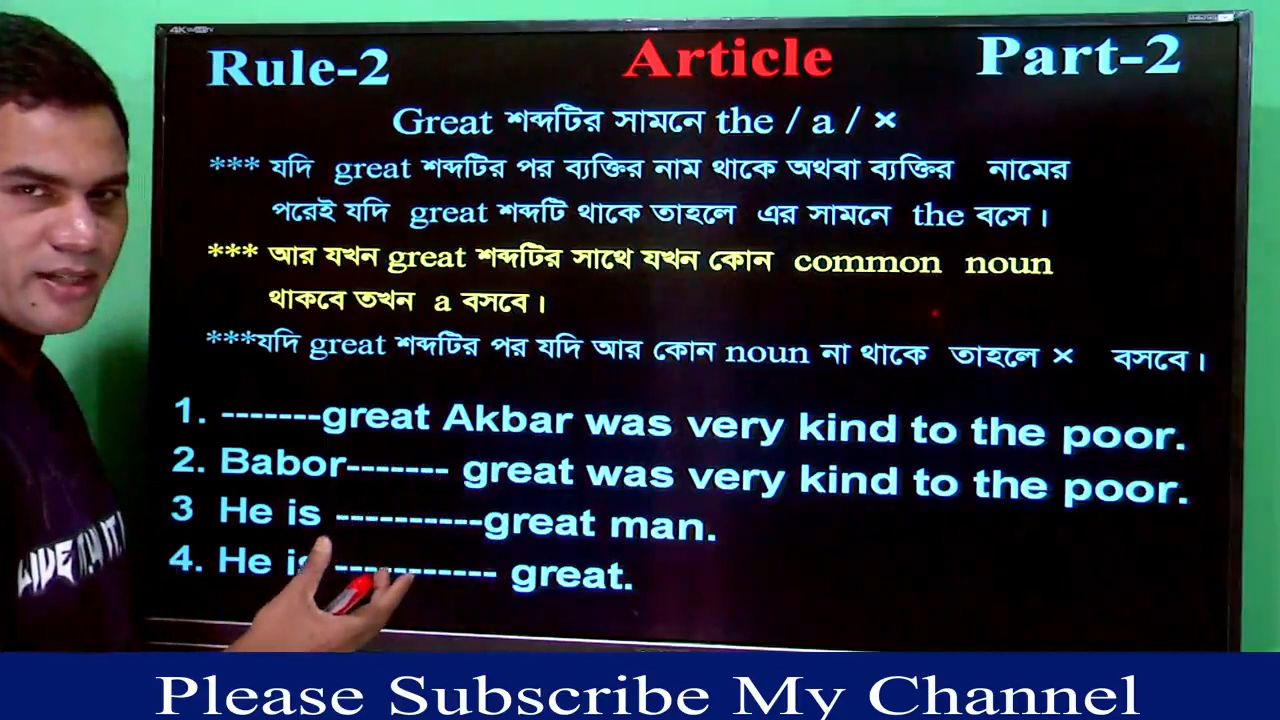 Rule-2 Article Part-2
Great শব্দটির সামনে the / a / ×
*** যদি great শব্দটির পর ব্যক্তির নাম থাকে অথবা ব্যক্তির নামের
পরেই যদি great শব্দটি থাকে তাহলে এর সামনে the বসে।
*** আর যখন great শব্দটির সাথে যখন কোন common noun
থাকবে তখন a বসবে।
***যদি great শব্দটির পর যদি আর কোন noun না থাকে তাহলে × বসবে।
1. -------great Akbar was very kind to the poor.
2. Babor------- great was very kind to the poor.
3 He is ----------great man.
4. He is ----------- great.
Please Subscribe My Channel